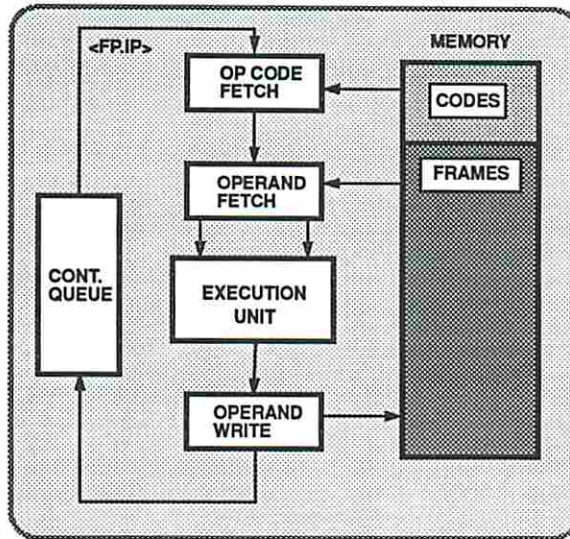 <FP.IP>
MEMORY
OP CODE
FETCH
CODES
OPERAND
FETCH
FRAMES
CONT.
QUEUE
EXECUTION
UNIT
OPERAND
WRITE